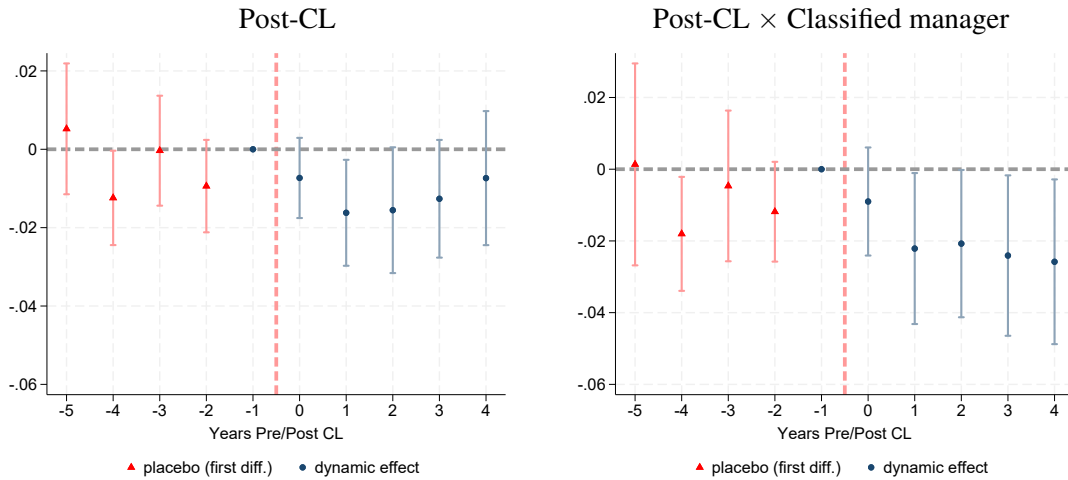 Post-CL
.02
0
-.02
-.04
-.06
-5 -4 -3 -2 -1 0 1 2 3 4
Years Pre/Post CL
placebo (first diff.) dynamic effect
Post-CL × Classified manager
.02
0
-.02
-.04
-.06
-5 -4 -3 -2 -1 0 1 2 3 4
Years Pre/Post CL
placebo (first diff.) dynamic effect